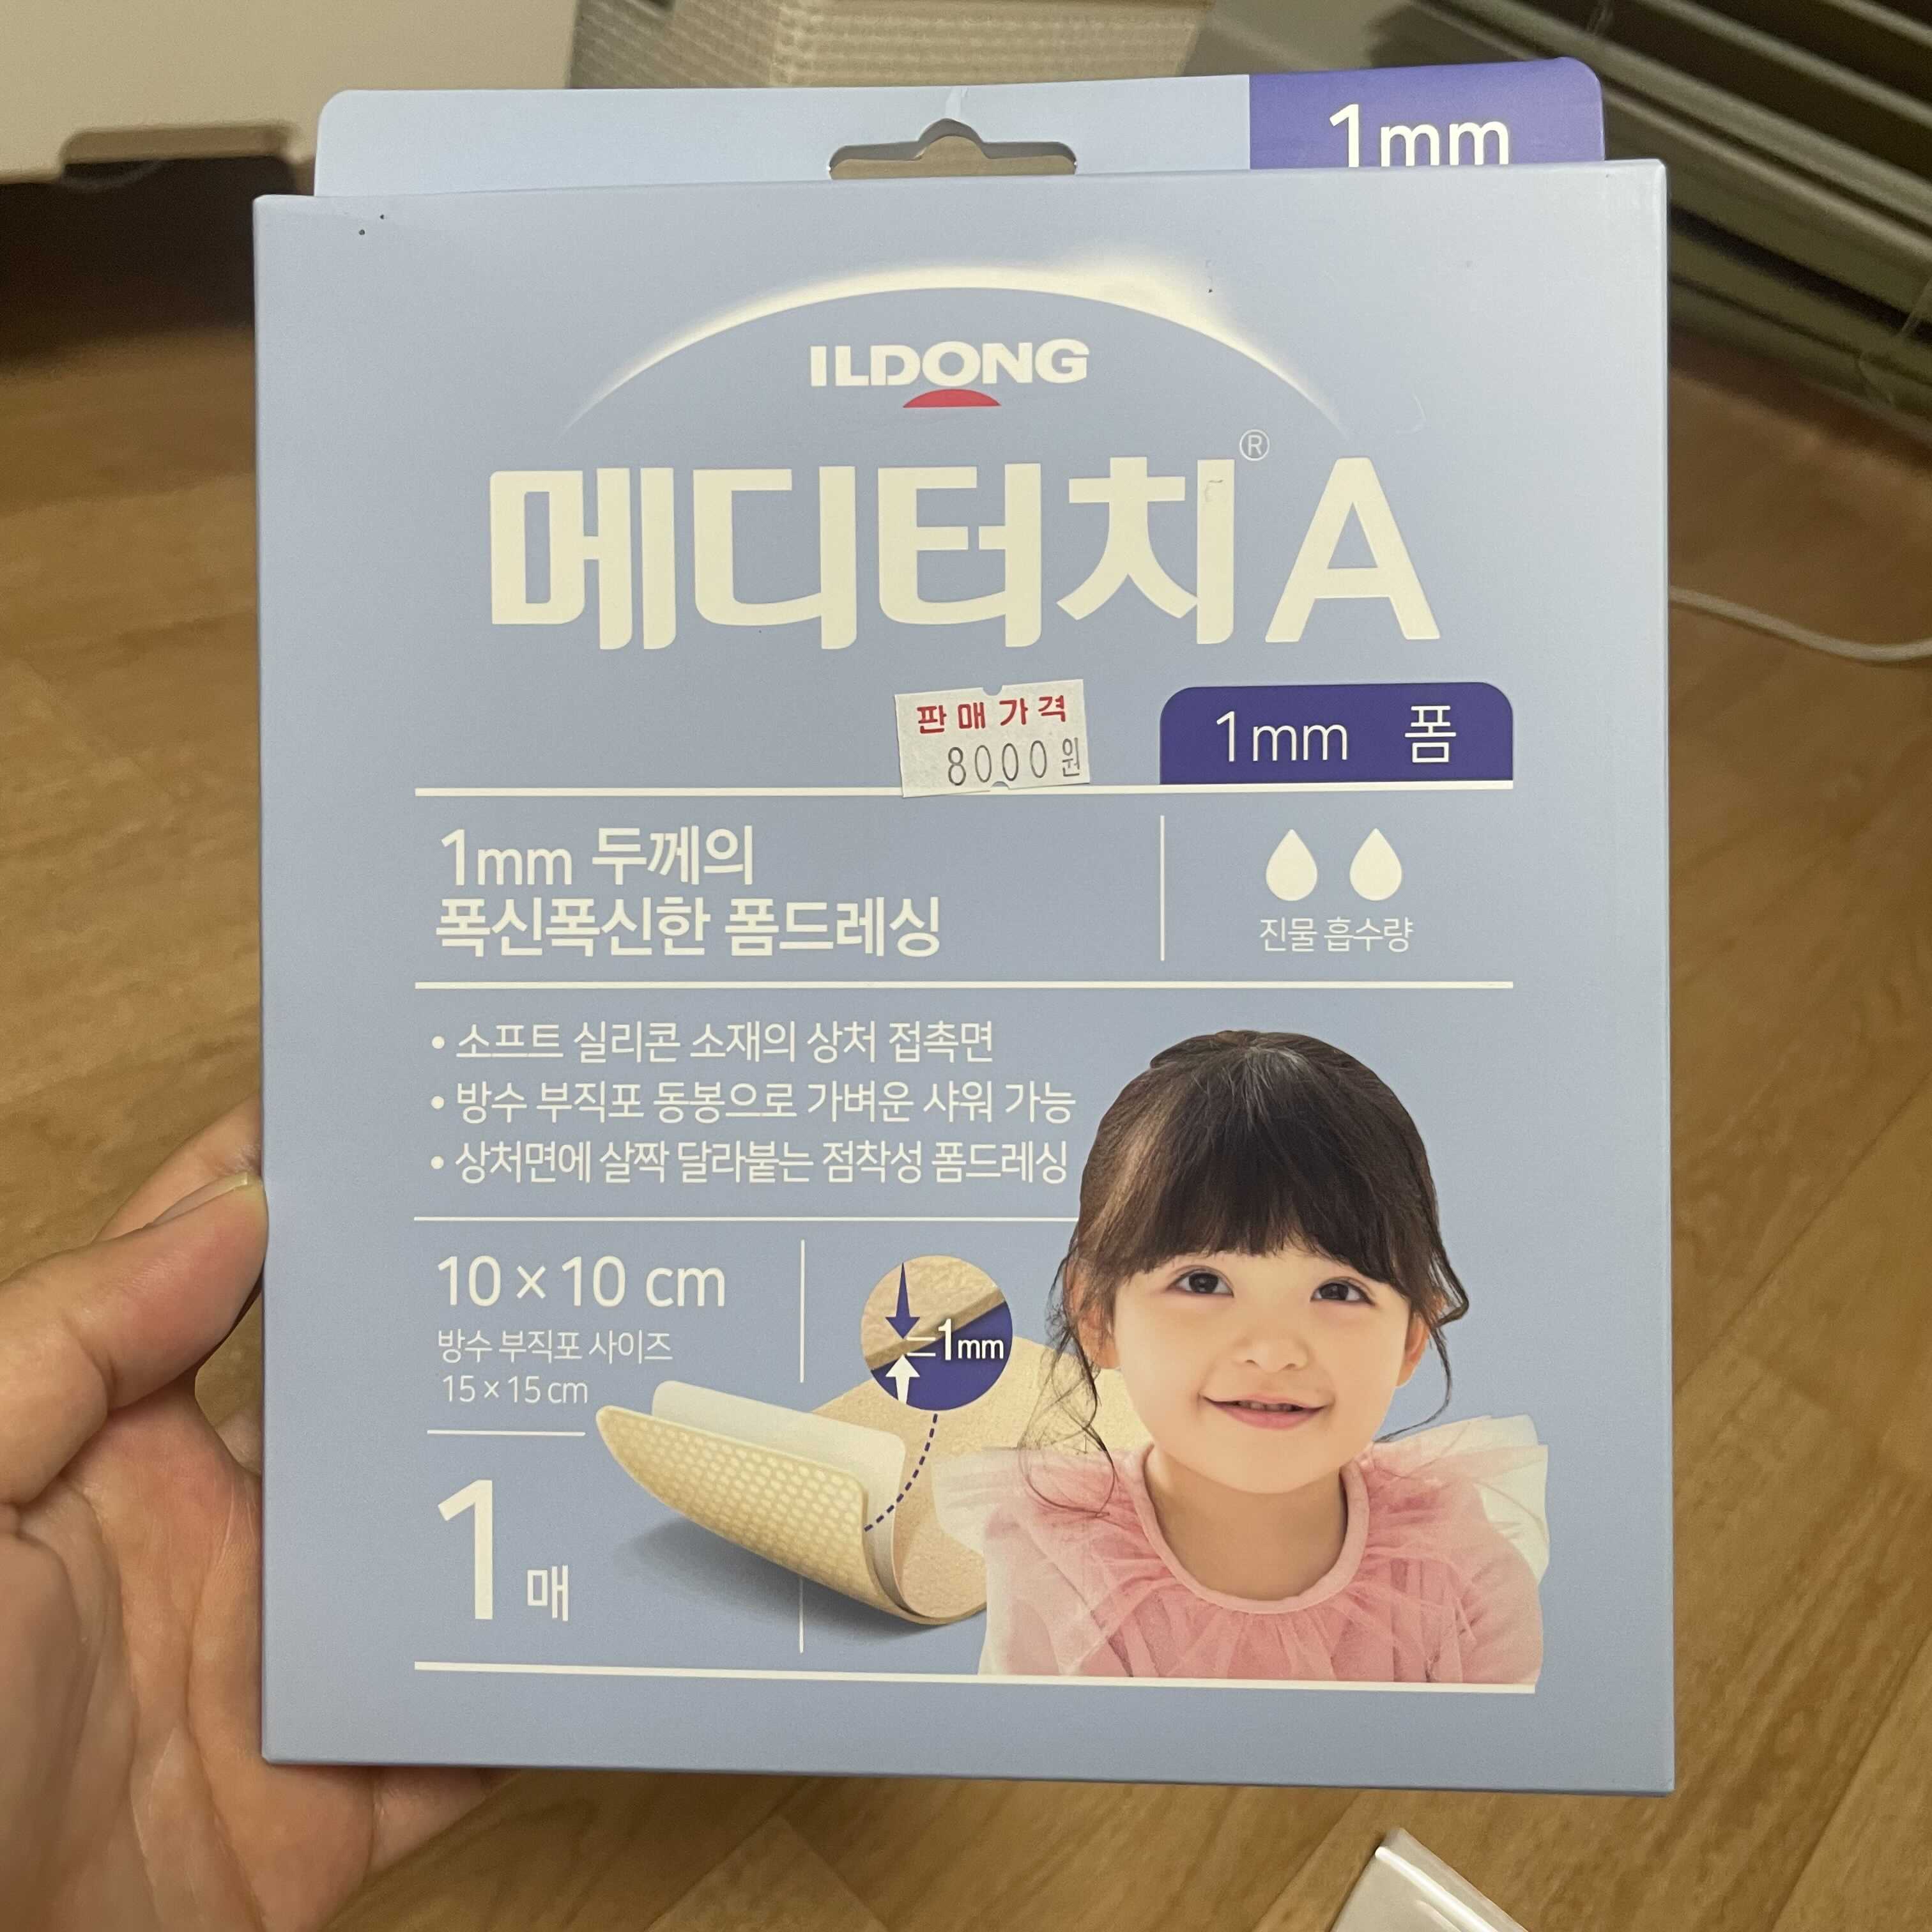 1mm
ILDONG
메디터치® A
판매가격
8000원
1mm 폼
1mm 두께의
폭신폭신한 폼드레싱
진물 흡수량
• 소프트 실리콘 소재의 상처 접촉면
• 방수 부직포 동봉으로 가벼운 샤워 가능
• 상처면에 살짝 달라붙는 점착성 폼드레싱
10 × 10 cm
방수 부직포 사이즈
15 × 15 cm
1mm
1매